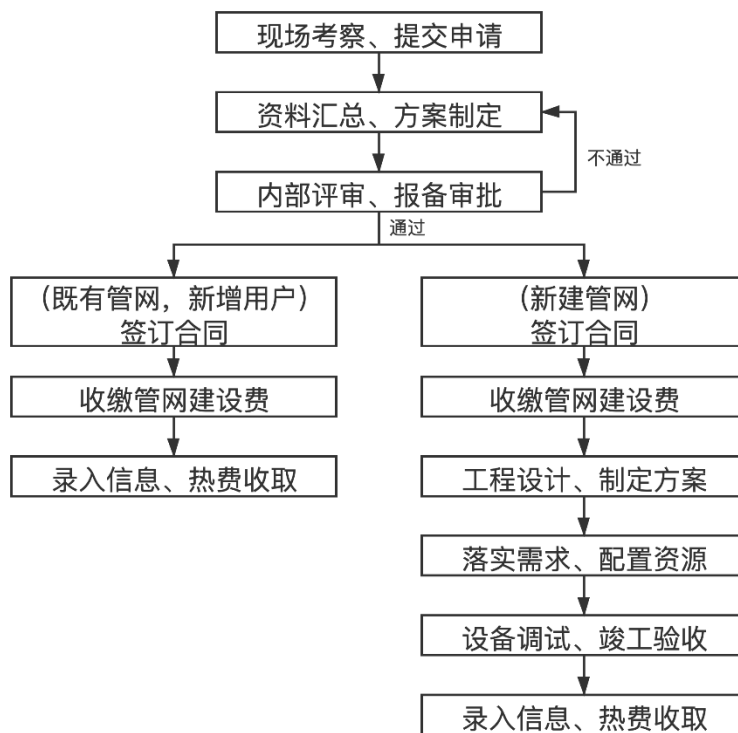 现场考察、提交申请
资料汇总、方案制定
不通过
内部评审、报备审批
通过
（既有管网，新增用户）
签订合同
收缴管网建设费
录入信息、热费收取
（新建管网）
签订合同
收缴管网建设费
工程设计、制定方案
落实需求、配置资源
设备调试、竣工验收
录入信息、热费收取